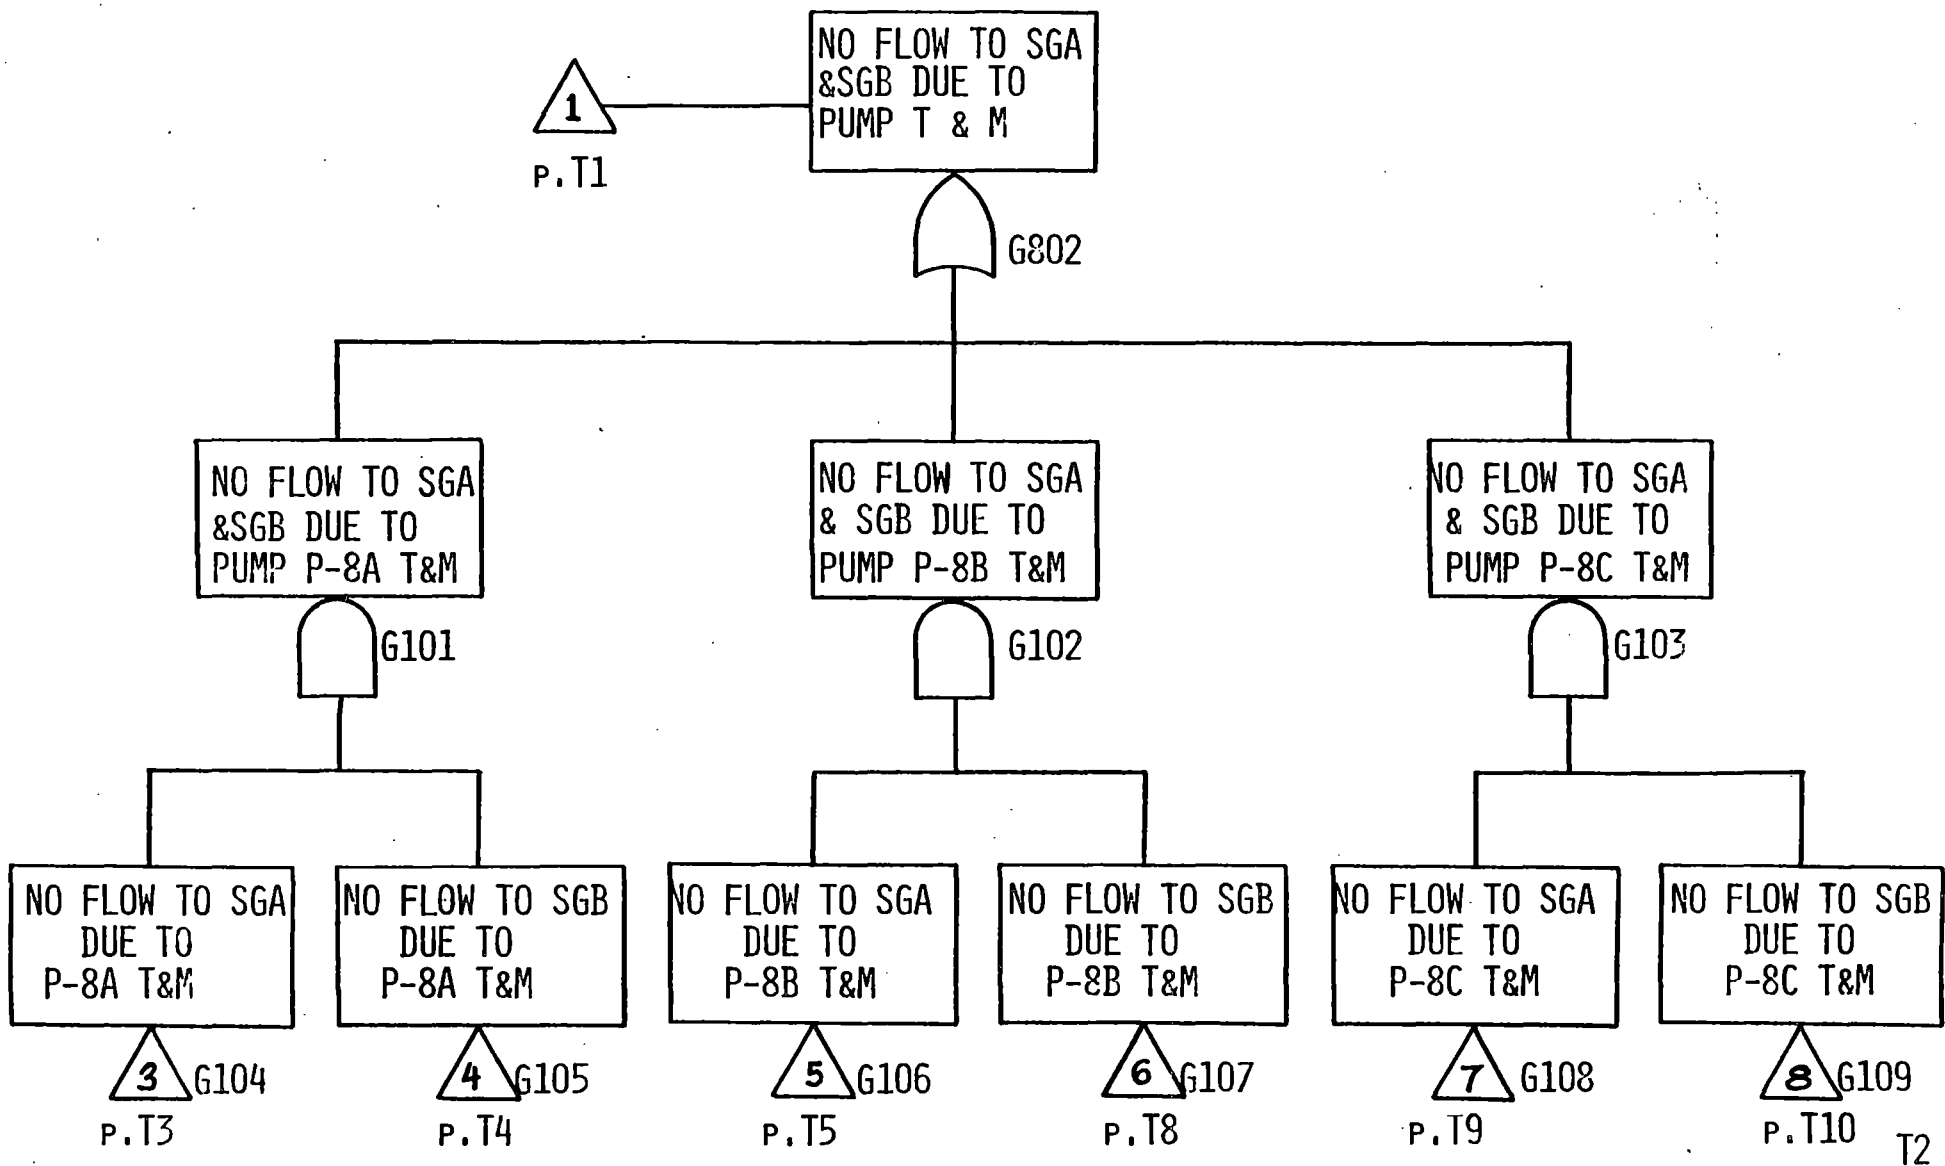 NO FLOW TO SGA
&SGB DUE TO
PUMP T & M
1
P.T1
G802
NO FLOW TO SGA
&SGB DUE TO
PUMP P-8A T&M
G101
NO FLOW TO SGA
& SGB DUE TO
PUMP P-8B T&M
G102
NO FLOW TO SGA
& SGB DUE TO
PUMP P-8C T&M
G103
NO FLOW TO SGA
DUE TO
P-8A T&M
3
G104
P.T3
NO FLOW TO SGB
DUE TO
P-8A T&M
4
G105
P.T4
NO FLOW TO SGA
DUE TO
P-8B T&M
5
G106
P.T5
NO FLOW TO SGB
DUE TO
P-8B T&M
6
G107
P.T8
NO FLOW TO SGA
DUE TO
P-8C T&M
7
G108
P.T9
NO FLOW TO SGB
DUE TO
P-8C T&M
8
G109
P.T10
T2